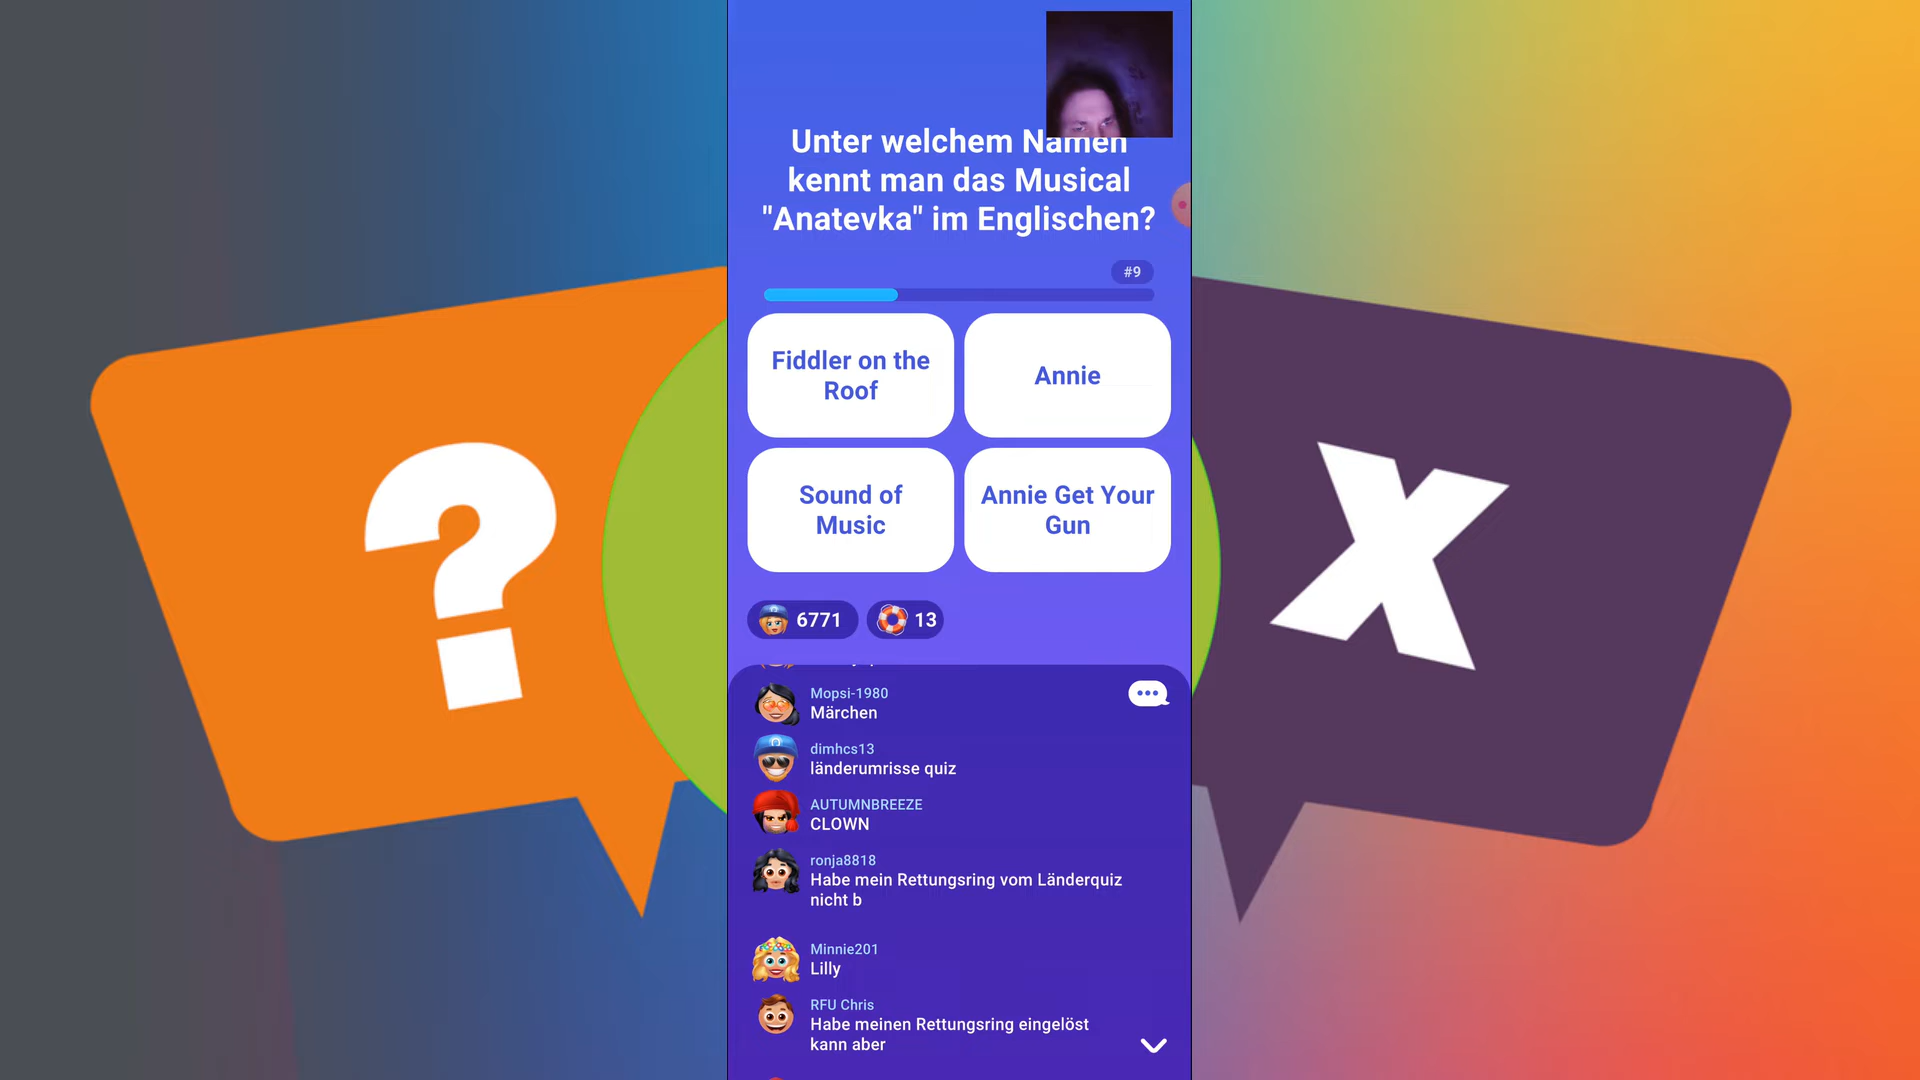 Unter welchem Namen
kennt man das Musical
"Anatevka" im Englischen?
#9
Fiddler on the
Roof
Annie
Sound of
Music
Annie Get Your
Gun
6771
13
Mopsi-1980
Märchen
dimhcs13
länderumrisse quiz
AUTUMNBREEZE
CLOWN
ronja8818
Habe mein Rettungsring vom Länderquiz
nicht b
Minnie201
Lilly
RFU Chris
Habe meinen Rettungsring eingelöst
kann aber
?
X